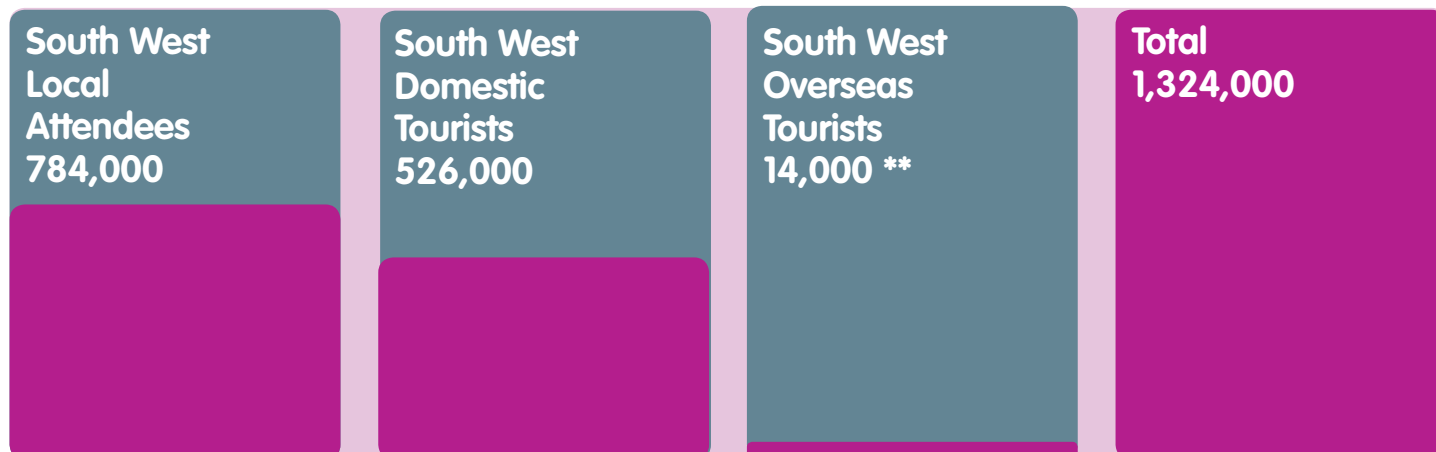 South West
Local
Attendees
784,000
South West
Domestic
Tourists
526,000
South West
Overseas
Tourists
14,000 **
Total
1,324,000